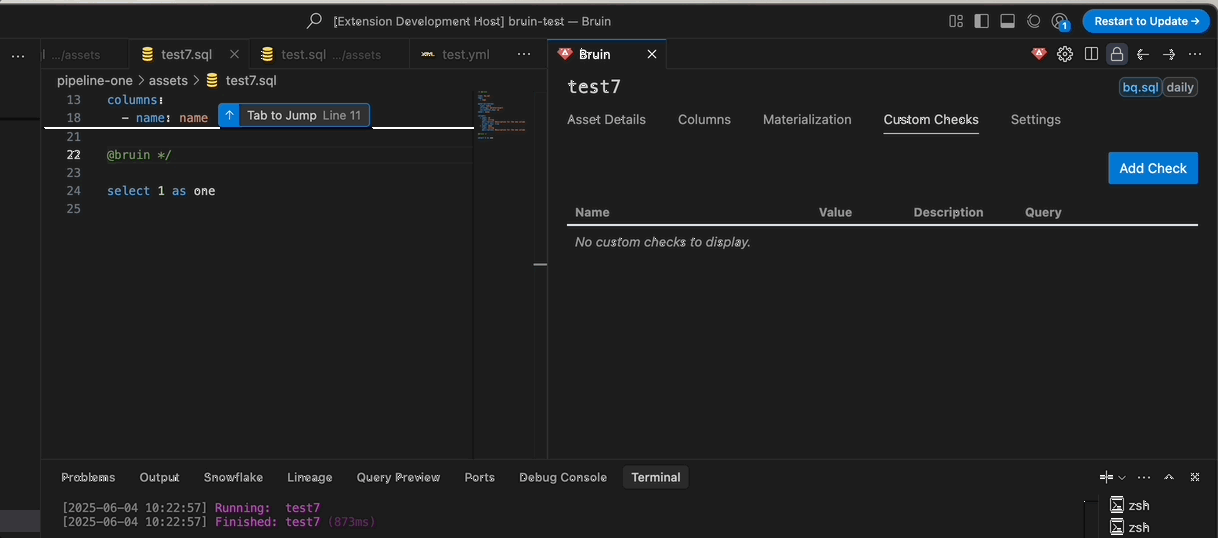 [Extension Development Host] bruin-test — Bruin
1
Restart to Update →
...
l .../assets
test7.sql
test.sql .../assets
test.yml
...
Bruin
...
pipeline-one > assets > test7.sql
13 columns:
18 - name: name
Tab to Jump Line 11
21
22 @bruin */
23
24 select 1 as one
25
test7
bq.sql
daily
Asset Details
Columns
Materialization
Custom Checks
Settings
Add Check
Name Value Description Query
No custom checks to display.
Problems
Output
Snowflake
Lineage
Query Preview
Ports
Debug Console
Terminal
...
[2025-06-04 10:22:57] Running: test7
[2025-06-04 10:22:57] Finished: test7 (873ms)
zsh
zsh